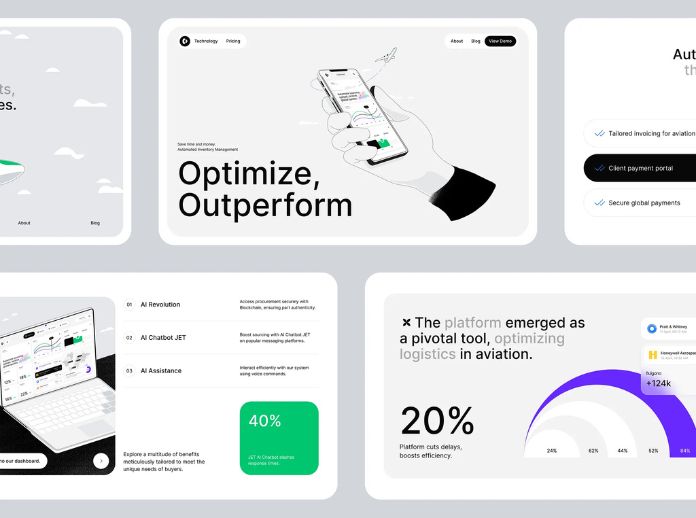 ts,
es.
About
Blog
Technology
Pricing
About
Blog
View Demo
Save time and money
Automated Inventory Management
Optimize,
Outperform
Aut
th
Tailored invoicing for aviation
Client payment portal
Secure global payments
o our dashboard.
01 AI Revolution
Access procurement securely with
Blockchain, ensuring part authenticity.
02 AI Chatbot JET
Boost sourcing with AI Chatbot JET
on popular messaging platforms.
03 AI Assistance
Interact efficiently with our system
using voice commands.
Explore a multitude of benefits
meticulously tailored to meet the
unique needs of buyers.
40%
JET AI Chatbot slashes
response times.
The platform emerged as
a pivotal tool, optimizing
logistics in aviation.
Pratt & Whitney
Honeywell Aerospa
+124k
20%
Platform cuts delays,
boosts efficiency.
24%
44%
84%